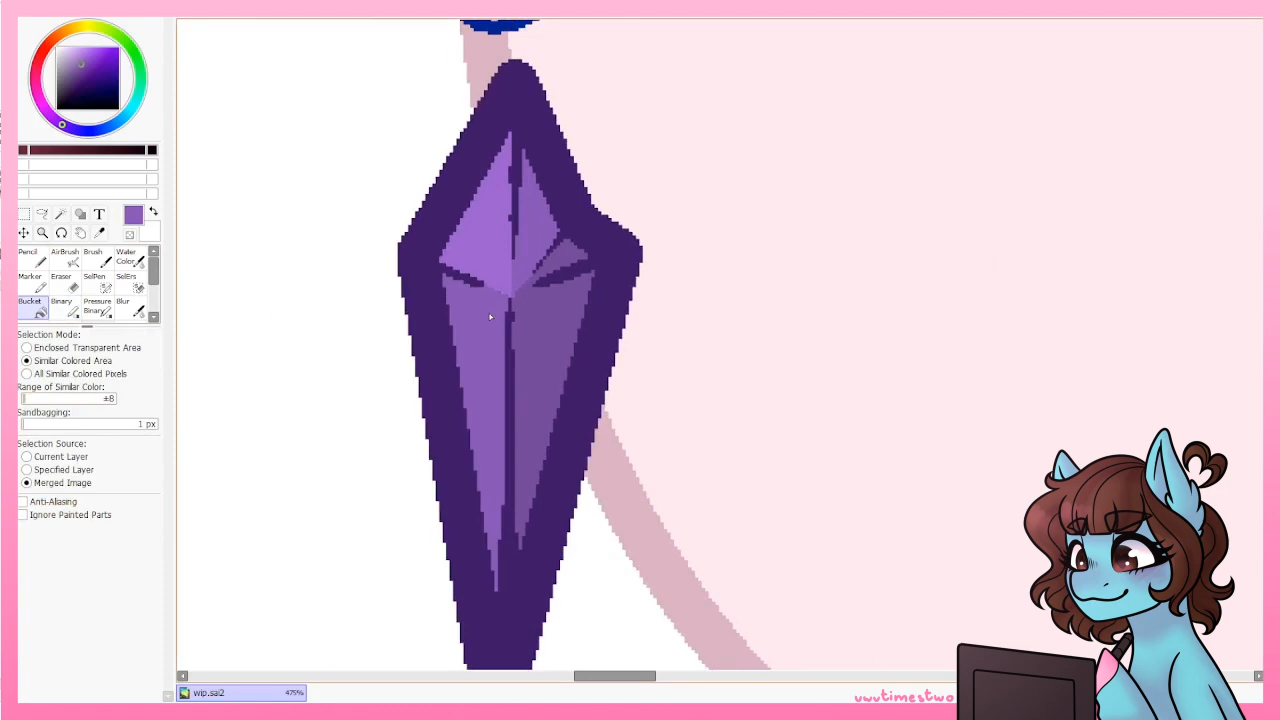 T
Pencil AirBrush Brush Water Color
Marker Eraser SelPen SelErs
Bucket Binary Pressure Binary Blur
Selection Mode:
Enclosed Transparent Area
Similar Colored Area
All Similar Colored Pixels
Range of Similar Color:
±8
Sandbagging:
1 px
Selection Source:
Current Layer
Specified Layer
Merged Image
Anti-Aliasing
Ignore Painted Parts
wip.sai2 475%
uwutimestwo